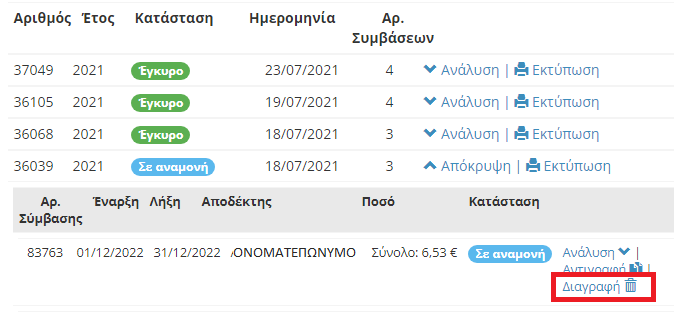 Αριθμός Έτος Κατάσταση Ημερομηνία Αρ. Συμβάσεων
37049 2021 Έγκυρο 23/07/2021 4 Ανάλυση | Εκτύπωση
36105 2021 Έγκυρο 19/07/2021 4 Ανάλυση | Εκτύπωση
36068 2021 Έγκυρο 18/07/2021 3 Ανάλυση | Εκτύπωση
36039 2021 Σε αναμονή 18/07/2021 3 Απόκρυψη | Εκτύπωση
Αρ. Σύμβασης Έναρξη Λήξη Αποδέκτης Ποσό Κατάσταση
83763 01/12/2022 31/12/2022 /ΟΝΟΜΑΤΕΠΩΝΥΜΟ Σύνολο: 6,53 € Σε αναμονή Ανάλυση |
Αντιγραφή |
Διαγραφή